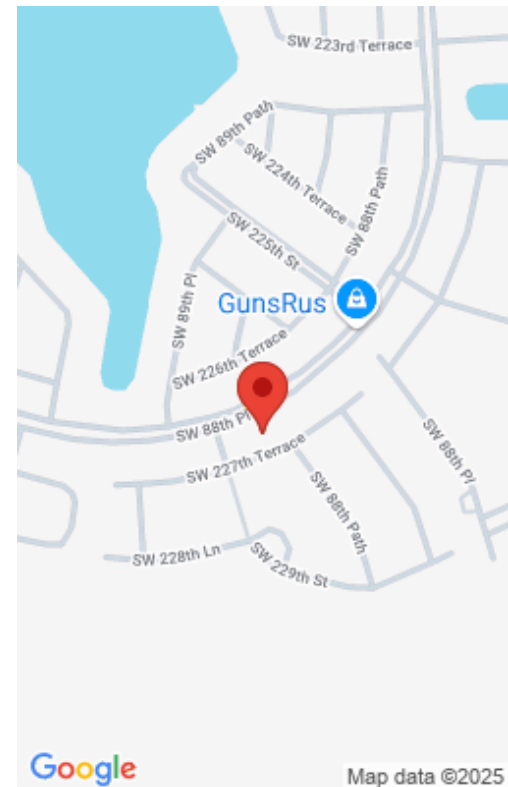 SW 223rd Terrace
SW 89th Path
SW 224th Terrace
SW 88th Path
SW 225th St
GunsRus
SW 89th Pl
SW 226th Terrace
SW 88th Pl
SW 227th Terrace
SW 88th Pl
SW 88th Path
SW 228th Ln
SW 229th St
Google
Map data ©2025